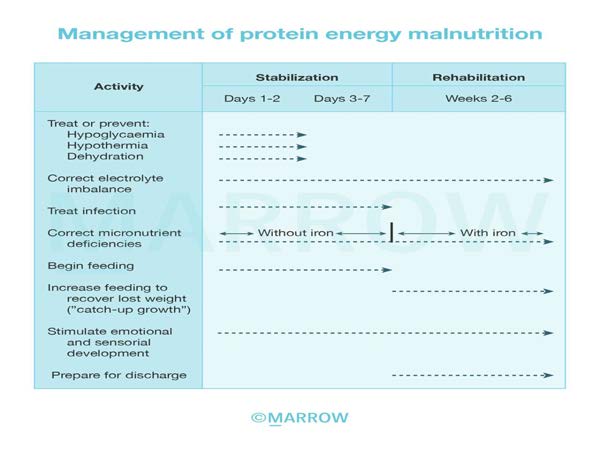 Management of protein energy malnutrition
Activity
Stabilization
Rehabilitation
Days 1-2
Days 3-7
Weeks 2-6
Treat or prevent:
Hypoglycaemia
Hypothermia
Dehydration
Correct electrolyte
imbalance
Treat infection
Correct micronutrient
deficiencies
Without iron
With iron
Begin feeding
Increase feeding to
recover lost weight
("catch-up growth")
Stimulate emotional
and sensorial
development
Prepare for discharge
MARROW
©MARROW